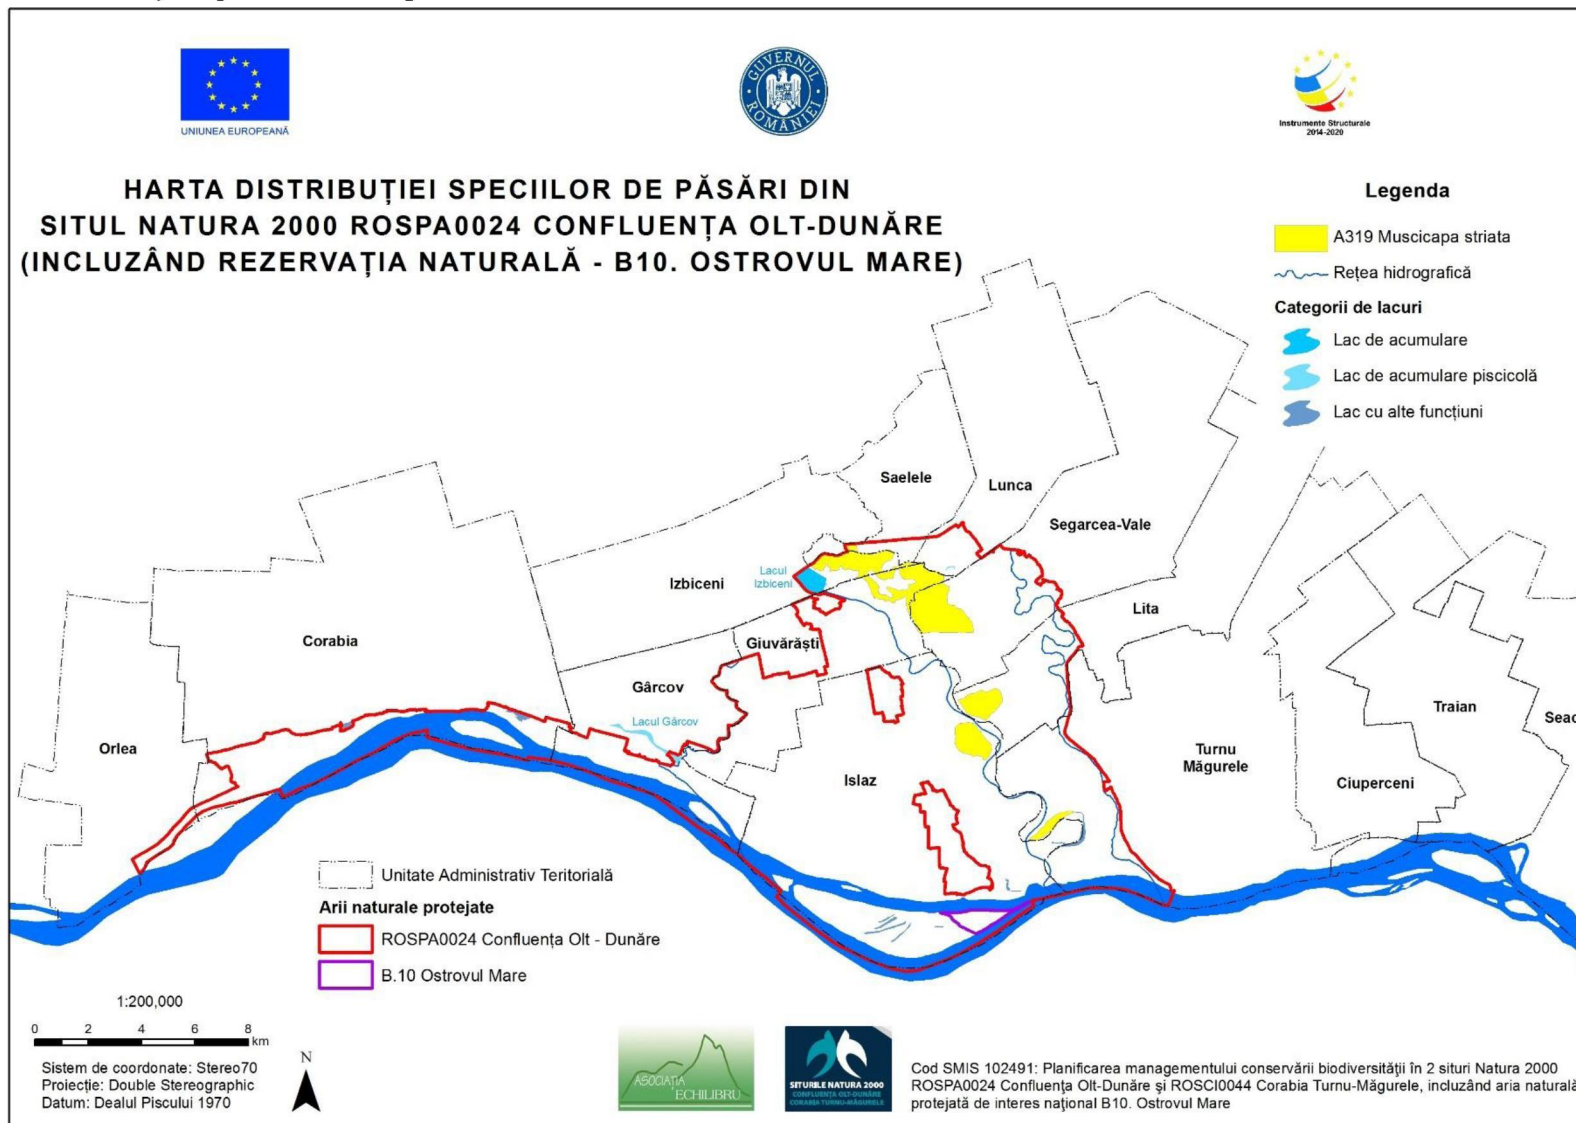 UNIUNEA EUROPEANĂ
GUVERNUL ROMÂNIEI
Instrumente Structurale
2014-2020
HARTA DISTRIBUȚIEI SPECIILOR DE PĂSĂRI DIN
SITUL NATURA 2000 ROSPA0024 CONFLUENȚA OLT-DUNĂRE
(INCLUZÂND REZERVAȚIA NATURALĂ - B10. OSTROVUL MARE)
Legenda
A319 Muscicapa striata
Rețea hidrografică
Categorii de lacuri
Lac de acumulare
Lac de acumulare piscicolă
Lac cu alte funcțiuni
Saelele
Lunca
Segarcea-Vale
Izbiceni
Lacul
Izbiceni
Lita
Corabia
Giuvărăști
Gârcov
Lacul Gârcov
Orlea
Islaz
Turnu
Măgurele
Traian
Seac
Ciuperceni
Unitate Administrativ Teritorială
Arii naturale protejate
ROSPA0024 Confluența Olt - Dunăre
B.10 Ostrovul Mare
1:200,000
0 2 4 6 8
km
N
Sistem de coordonate: Stereo70
Proiecție: Double Stereographic
Datum: Dealul Piscului 1970
ASOCIAȚIA
ECHILIBRU
SITURILE NATURA 2000
CONFLUENȚA OLT-DUNĂRE
CORABIA TURNU-MĂGURELE
Cod SMIS 102491: Planificarea managementului conservării biodiversității în 2 situri Natura 2000
ROSPA0024 Confluența Olt-Dunăre și ROSCI0044 Corabia Turnu-Măgurele, incluzând aria naturală
protejată de interes național B10. Ostrovul Mare